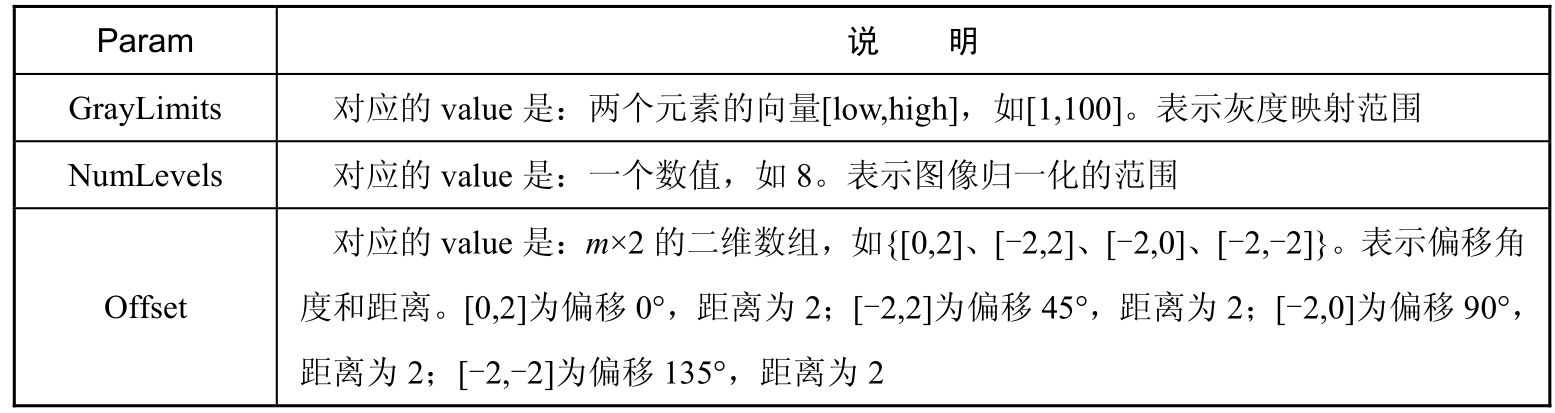 Param
说 明
GrayLimits
对应的 value 是：两个元素的向量[low,high]，如[1,100]。表示灰度映射范围
NumLevels
对应的 value 是：一个数值，如 8。表示图像归一化的范围
Offset
对应的 value 是：m×2 的二维数组，如{[0,2]、[-2,2]、[-2,0]、[-2,-2]}。表示偏移角
度和距离。[0,2]为偏移 0°，距离为 2；[-2,2]为偏移 45°，距离为 2；[-2,0]为偏移 90°，
距离为 2；[-2,-2]为偏移 135°，距离为 2